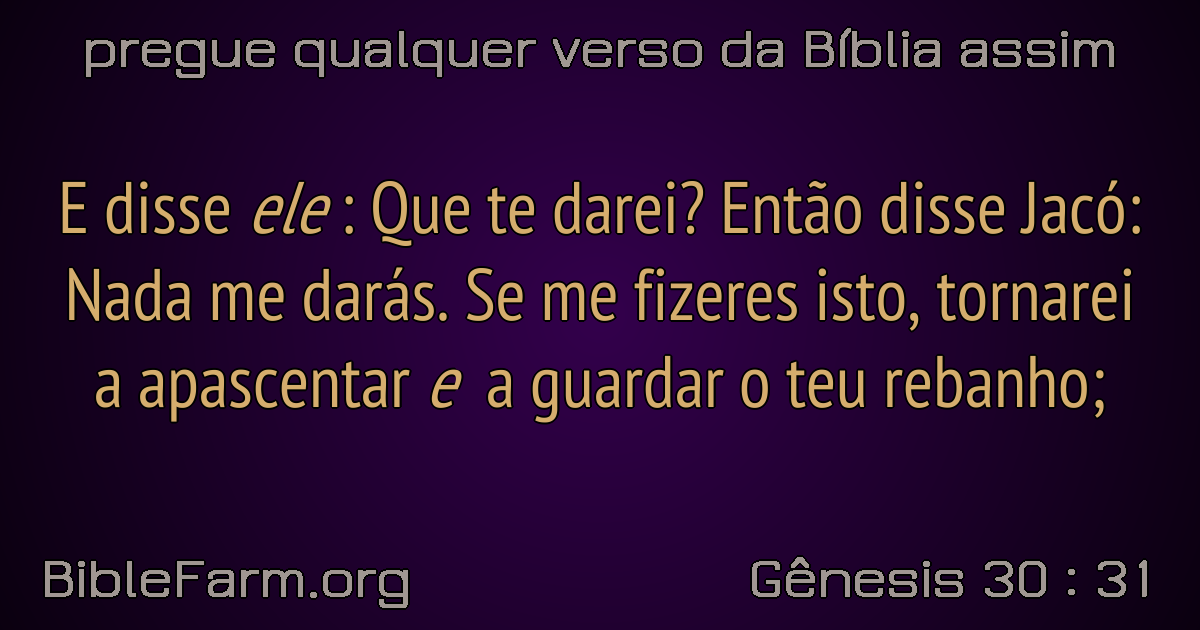 pregue qualquer verso da Bíblia assim
E disse ele : Que te darei? Então disse Jacó:
Nada me darás. Se me fizeres isto, tornarei
a apascentar e a guardar o teu rebanho;
BibleFarm.org
Gênesis 30 : 31